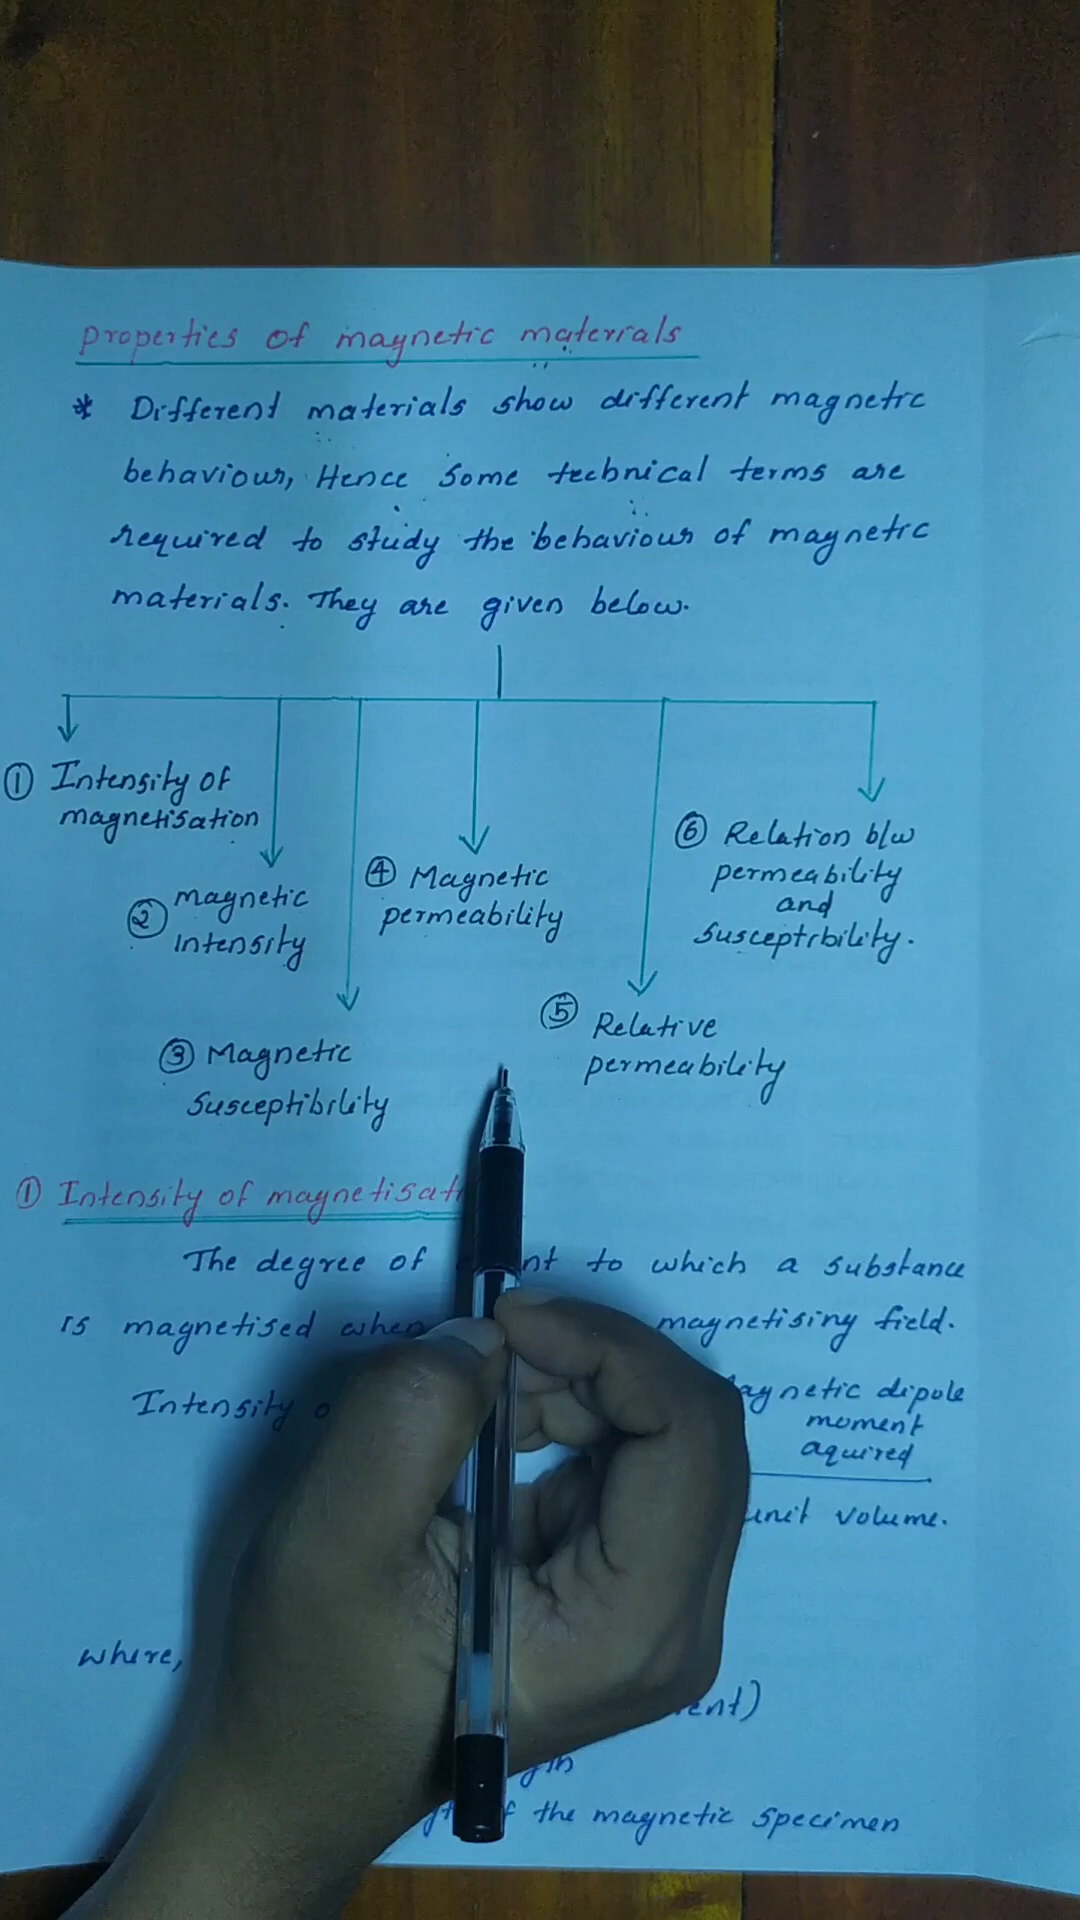 properties of magnetic materials
* Different materials show different magnetic
behaviour, Hence some technical terms are
required to study the behaviour of magnetic
materials. They are given below.
① Intensity of
magnetisation
② magnetic
intensity
③ Magnetic
susceptibility
④ Magnetic
permeability
⑤ Relative
permeability
⑥ Relation b/w
permeability
and
susceptibility.
① Intensity of
The degree of to which a substance
is magnetised when magnetising field.
Intensity dipole
moment
aquired
unit volume.
where,
of the magnetic specimen